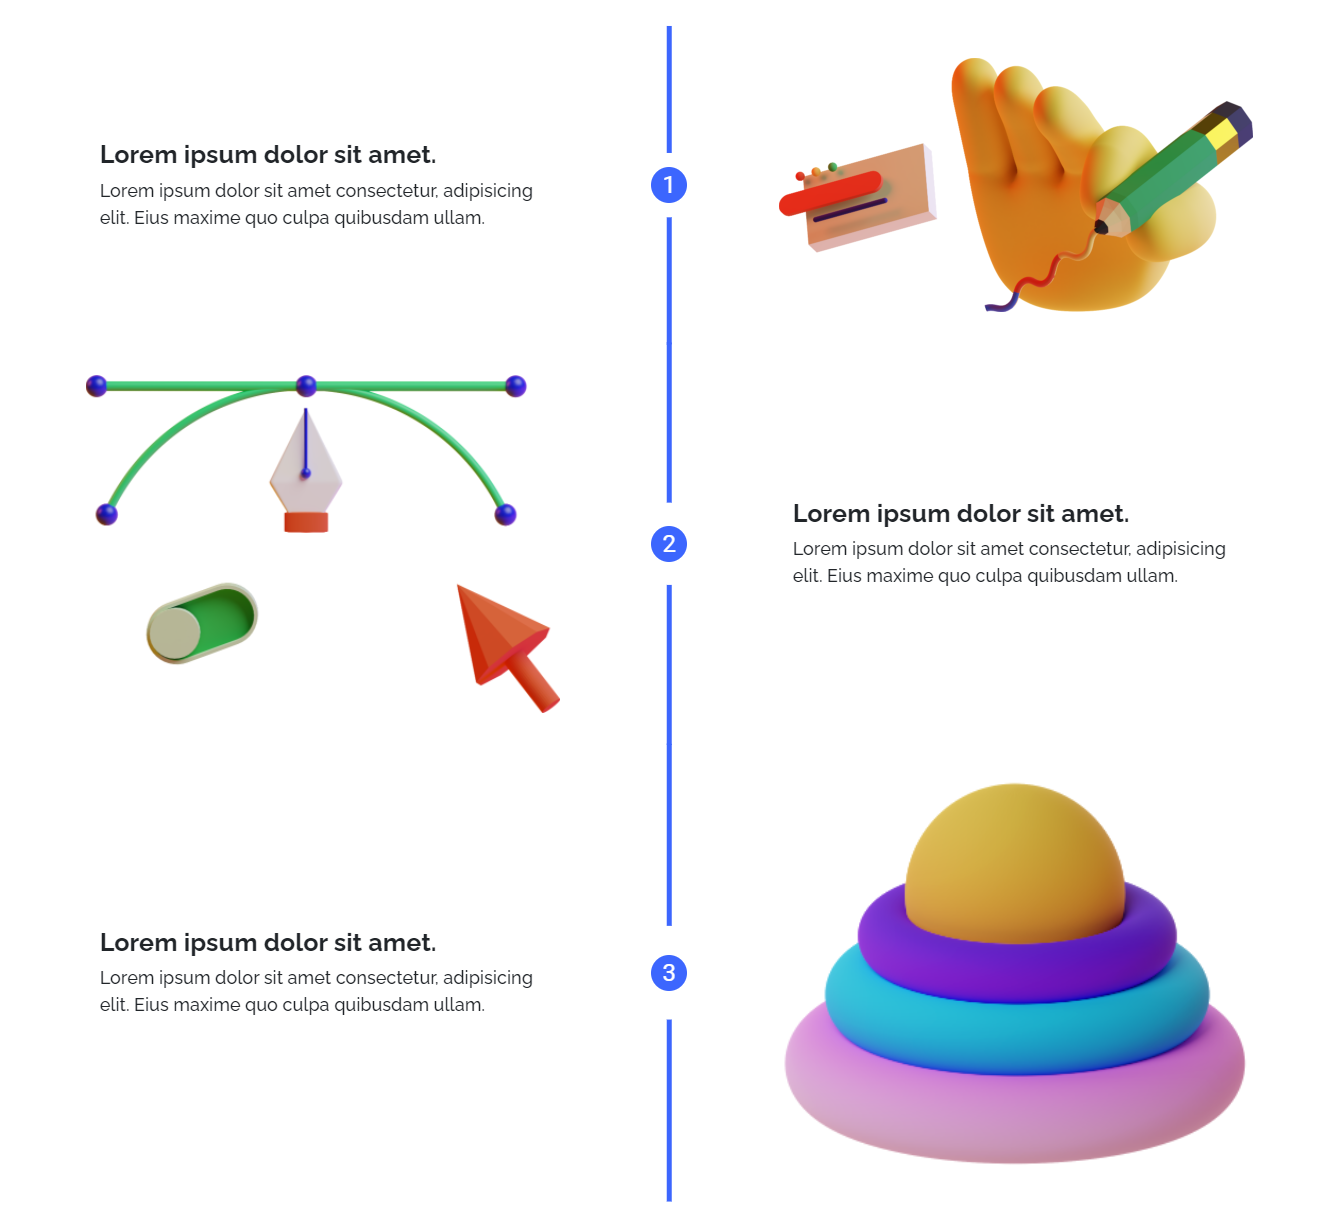 Lorem ipsum dolor sit amet.
Lorem ipsum dolor sit amet consectetur, adipisicing
elit. Eius maxime quo culpa quibusdam ullam.
1
2
Lorem ipsum dolor sit amet.
Lorem ipsum dolor sit amet consectetur, adipisicing
elit. Eius maxime quo culpa quibusdam ullam.
Lorem ipsum dolor sit amet.
Lorem ipsum dolor sit amet consectetur, adipisicing
elit. Eius maxime quo culpa quibusdam ullam.
3